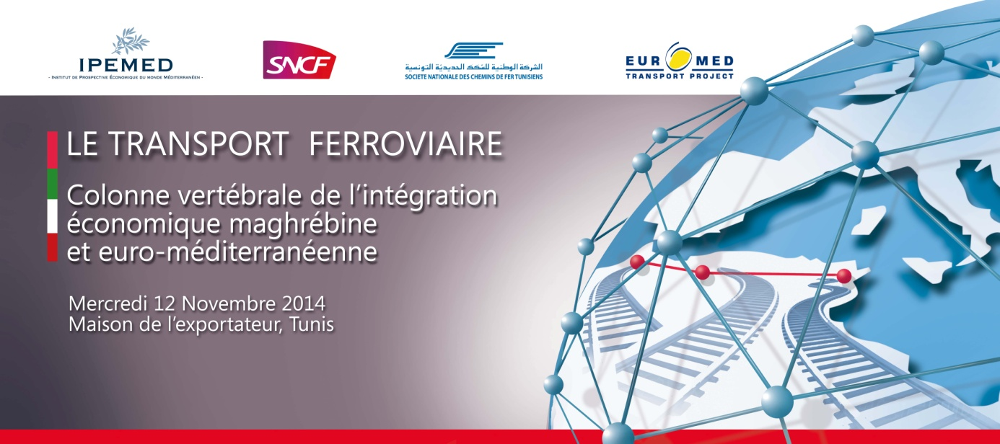 IPEMED
- INSTITUT DE PROSPECTIVE ÉCONOMIQUE DU MONDE MÉDITERRANÉEN -
SNCF
الشركة الوطنية للسكك الحديدية التونسية
SOCIETE NATIONALE DES CHEMINS DE FER TUNISIENS
EUROMED
TRANSPORT PROJECT
LE TRANSPORT FERROVIAIRE
Colonne vertébrale de l'intégration
économique maghrébine
et euro-méditerranéenne
Mercredi 12 Novembre 2014
Maison de l'exportateur, Tunis